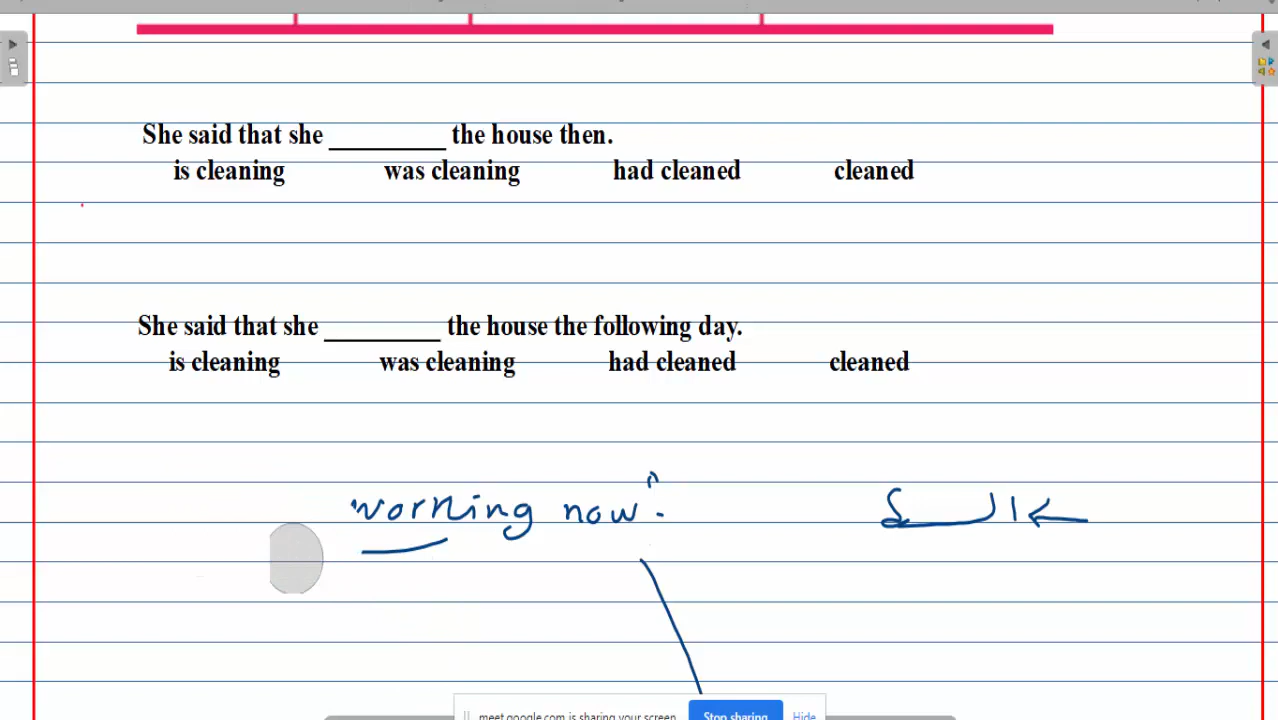 She said that she _________ the house then.
is cleaning was cleaning had cleaned cleaned
She said that she _________ the house the following day.
is cleaning was cleaning had cleaned cleaned
working now".
meet.google.com is sharing your screen. Stop sharing Hide